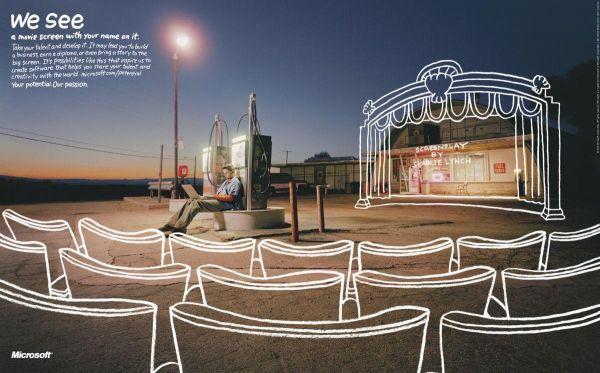 we see
a movie screen with your name on it.
Take your talent and develop it. It may lead you to build
a business, earn a diploma, or even bring a story to the
big screen. It's possibilities like this that inspire us to
create software that helps you share your talent and
creativity with the world. microsoft.com/potential
Your potential. Our passion.
SCREENPLAY
BY
CHARLIE LYNCH
Microsoft®